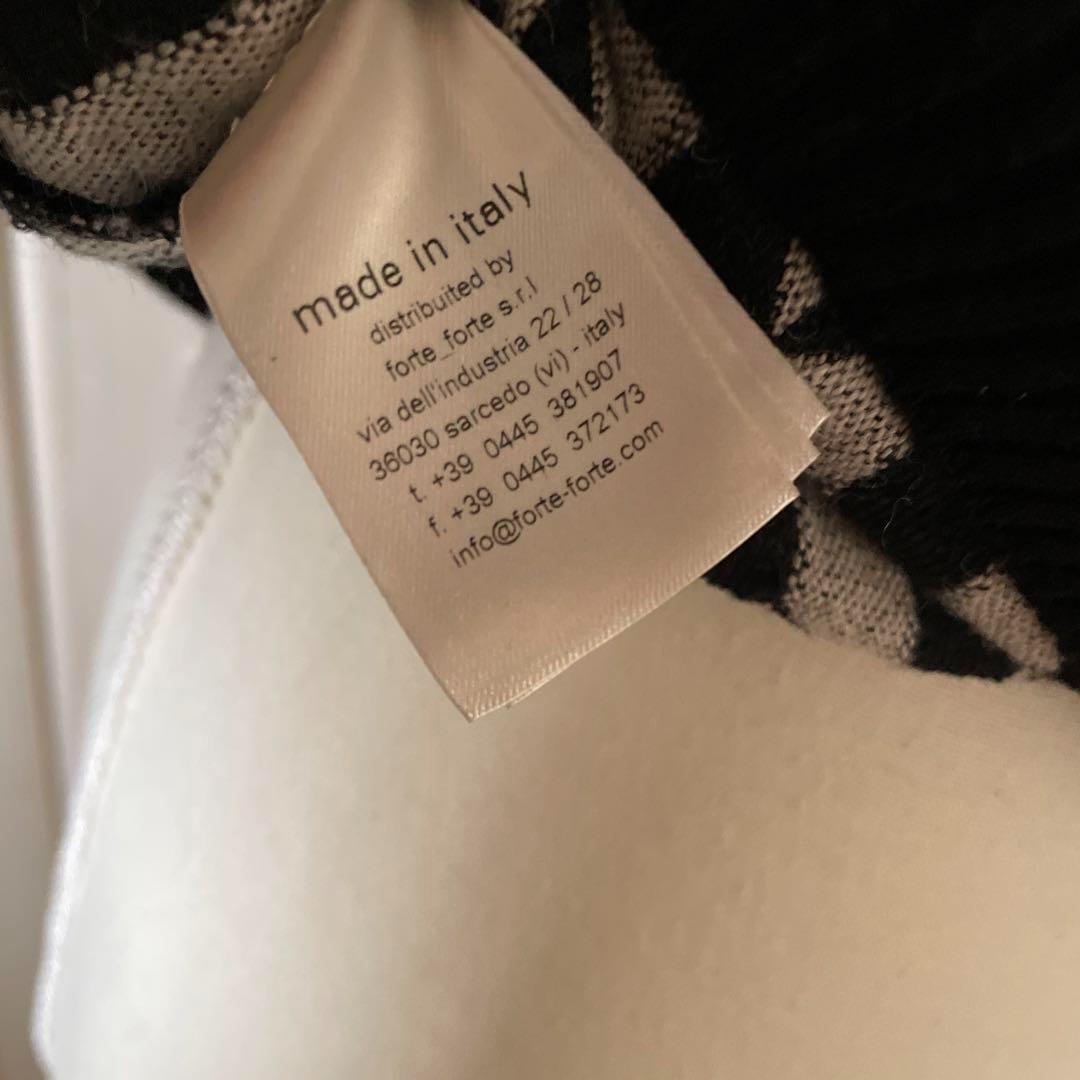 made in italy
distribuited by
forte_forte s.r.l
via dell'industria 22 / 28
36030 sarcedo (vi) - italy
t. +39 0445 381907
f. +39 0445 372173
info@forte-forte.com